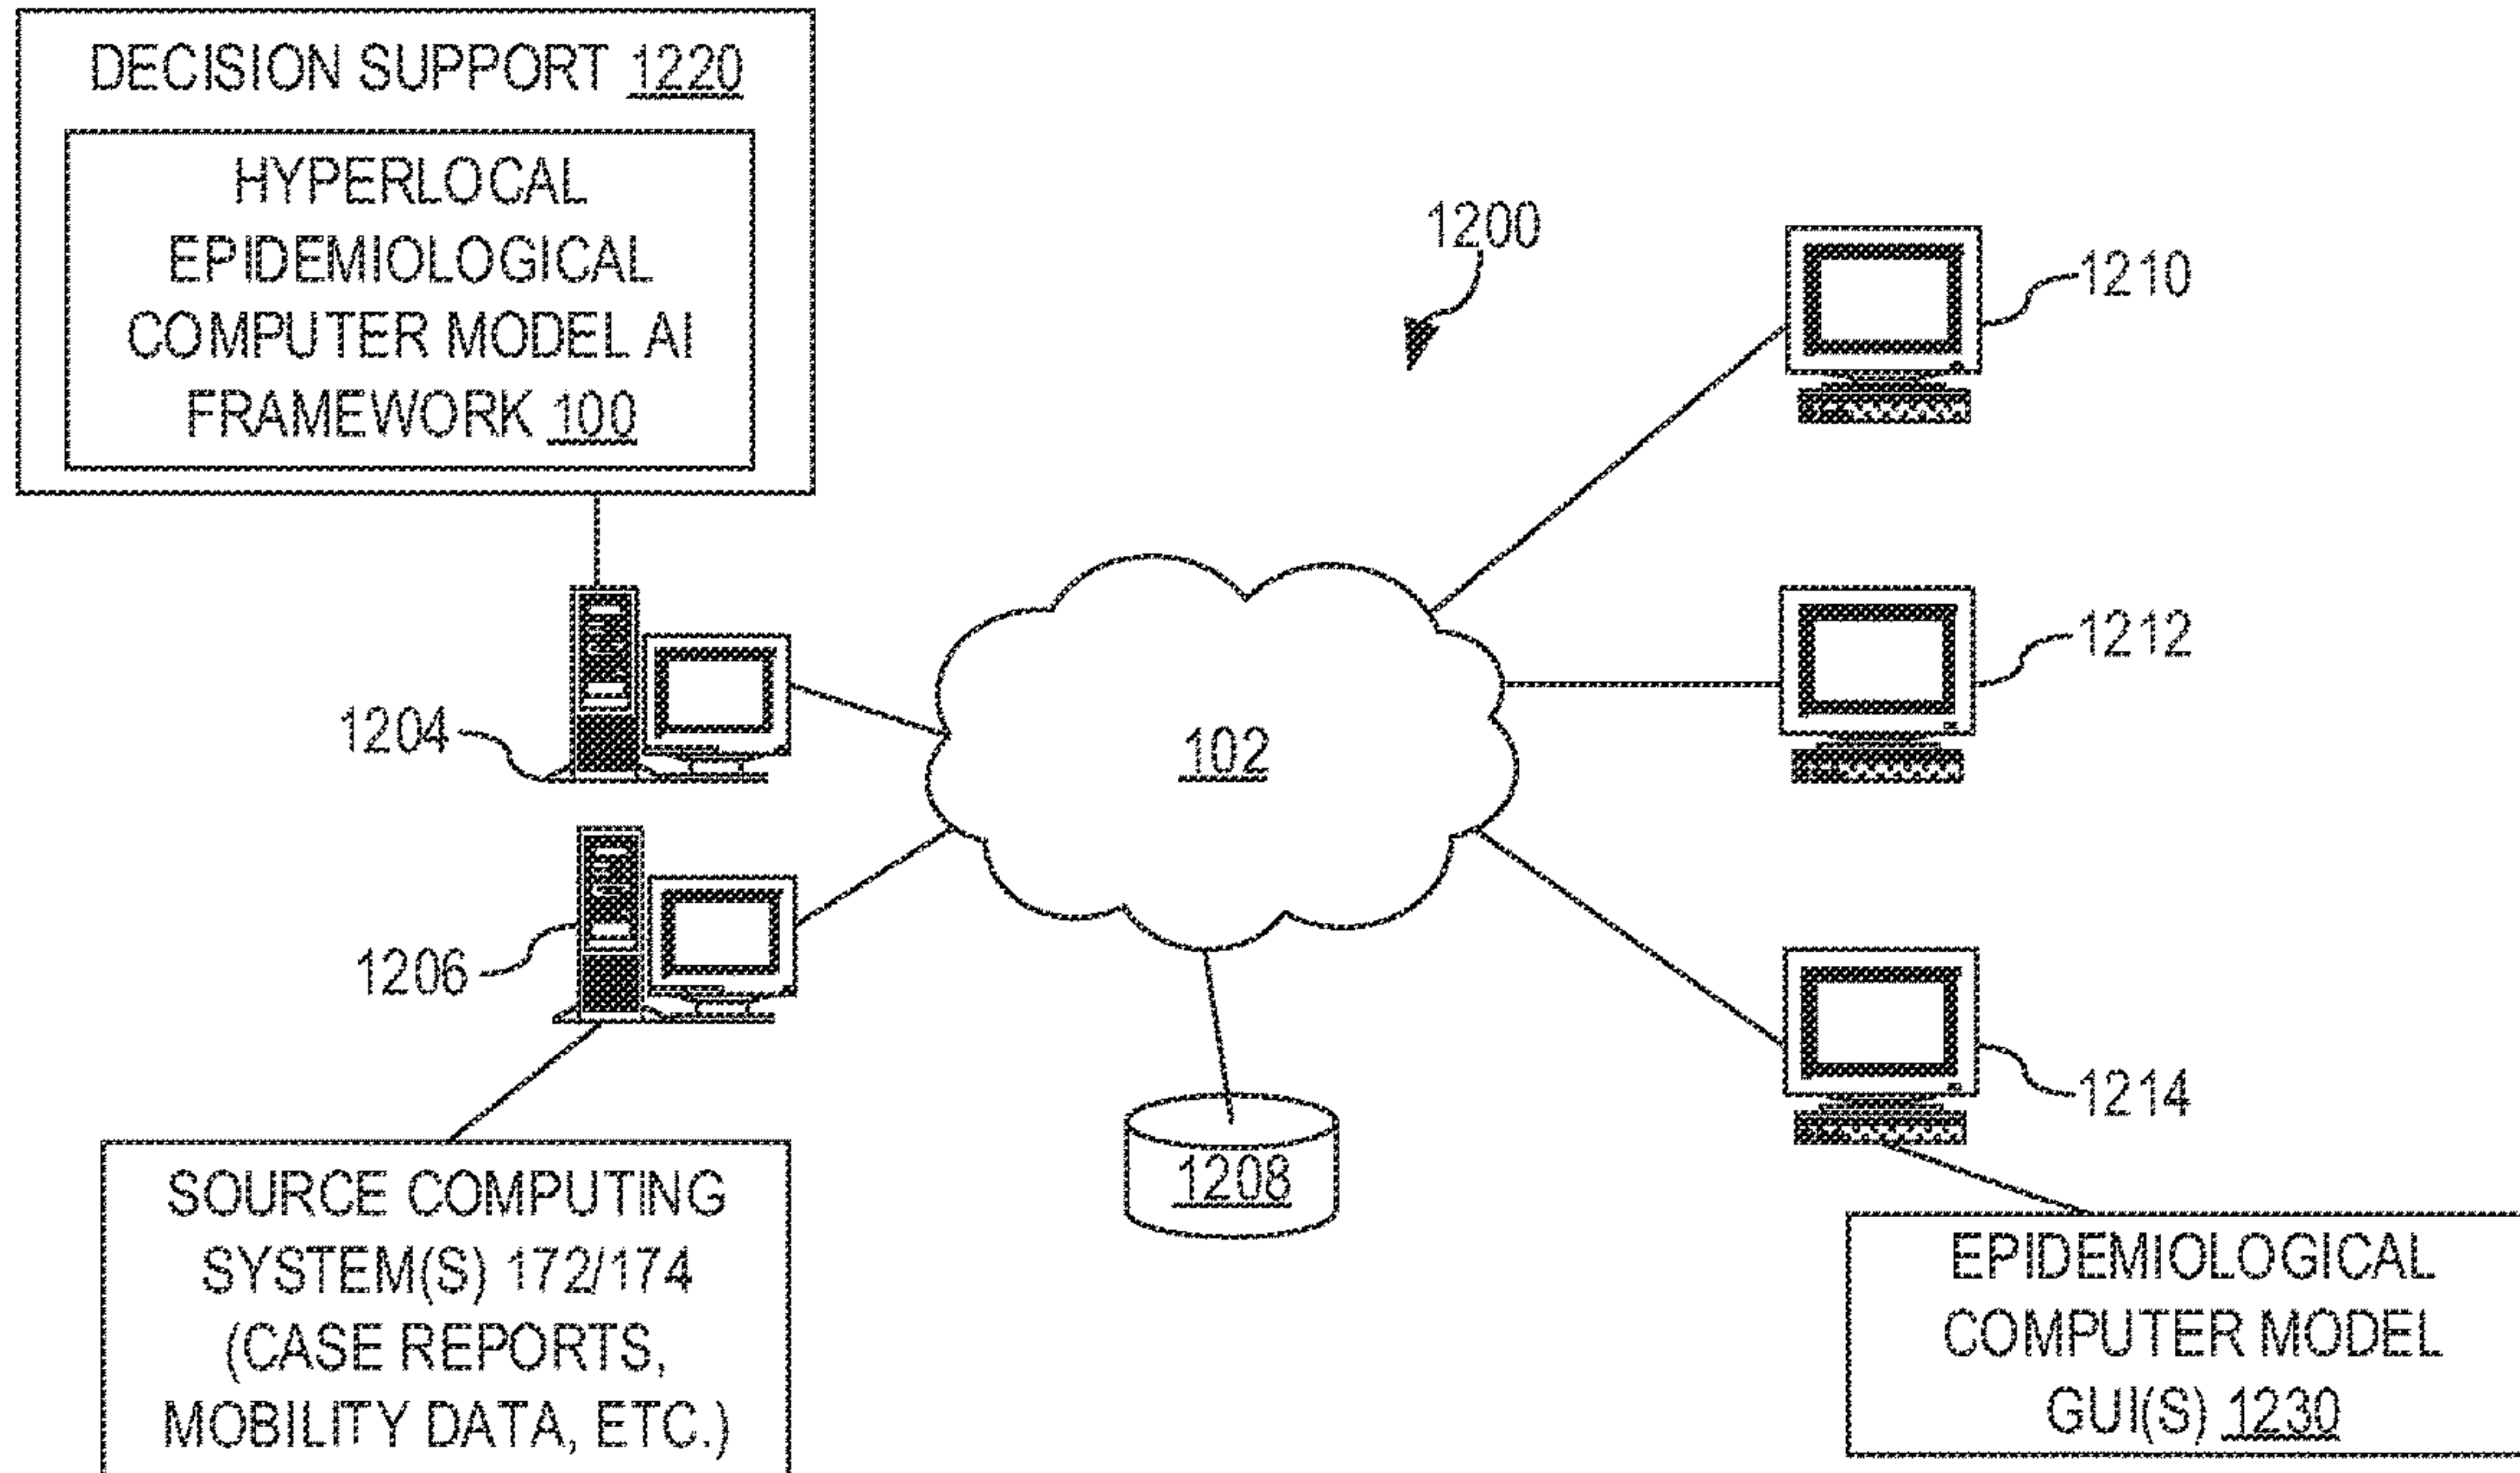 DECISION SUPPORT 1220
HYPERLOCAL
EPIDEMIOLOGICAL
COMPUTER MODEL AI
FRAMEWORK 100
1200
1210
1212
1204
102
1206
1214
1208
SOURCE COMPUTING
SYSTEM(S) 172/174
(CASE REPORTS,
MOBILITY DATA, ETC.)
EPIDEMIOLOGICAL
COMPUTER MODEL
GUI(S) 1230